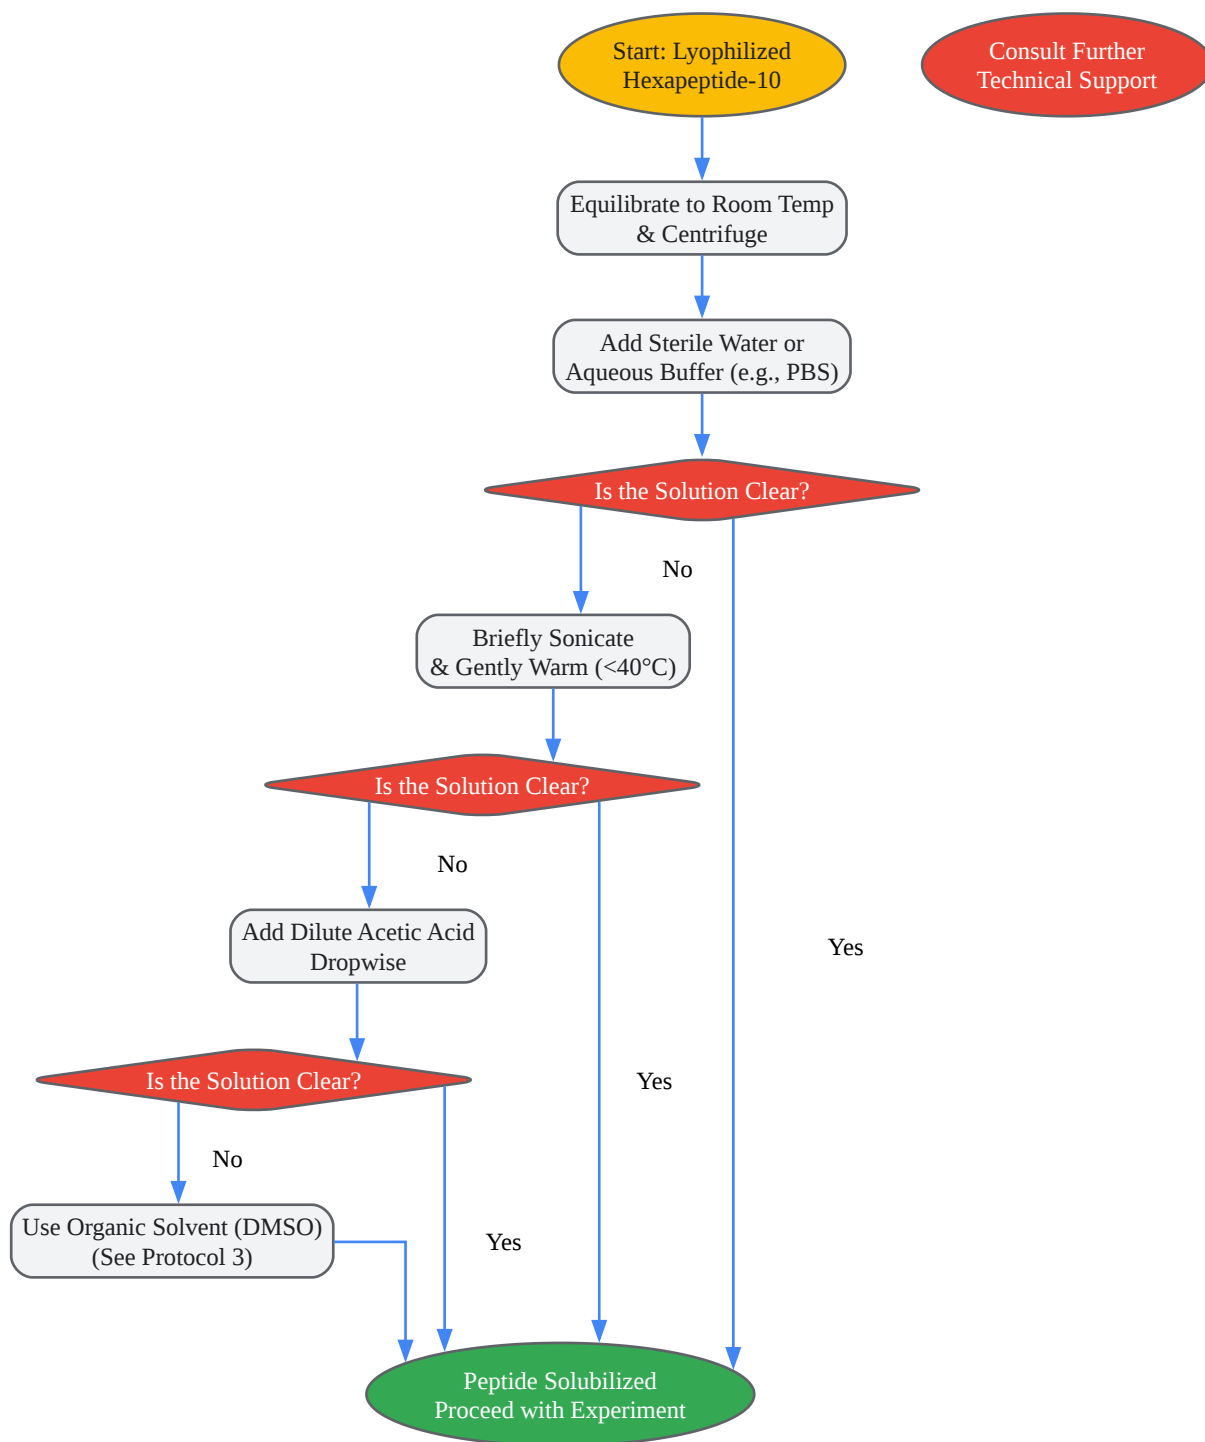 Start: Lyophilized
Hexapeptide-10
Consult Further
Technical Support
Equilibrate to Room Temp
& Centrifuge
Add Sterile Water or
Aqueous Buffer (e.g., PBS)
Is the Solution Clear?
No
Briefly Sonicate
& Gently Warm (<40°C)
Is the Solution Clear?
No
Add Dilute Acetic Acid
Dropwise
Yes
Is the Solution Clear?
Yes
No
Use Organic Solvent (DMSO)
(See Protocol 3)
Yes
Peptide Solubilized
Proceed with Experiment